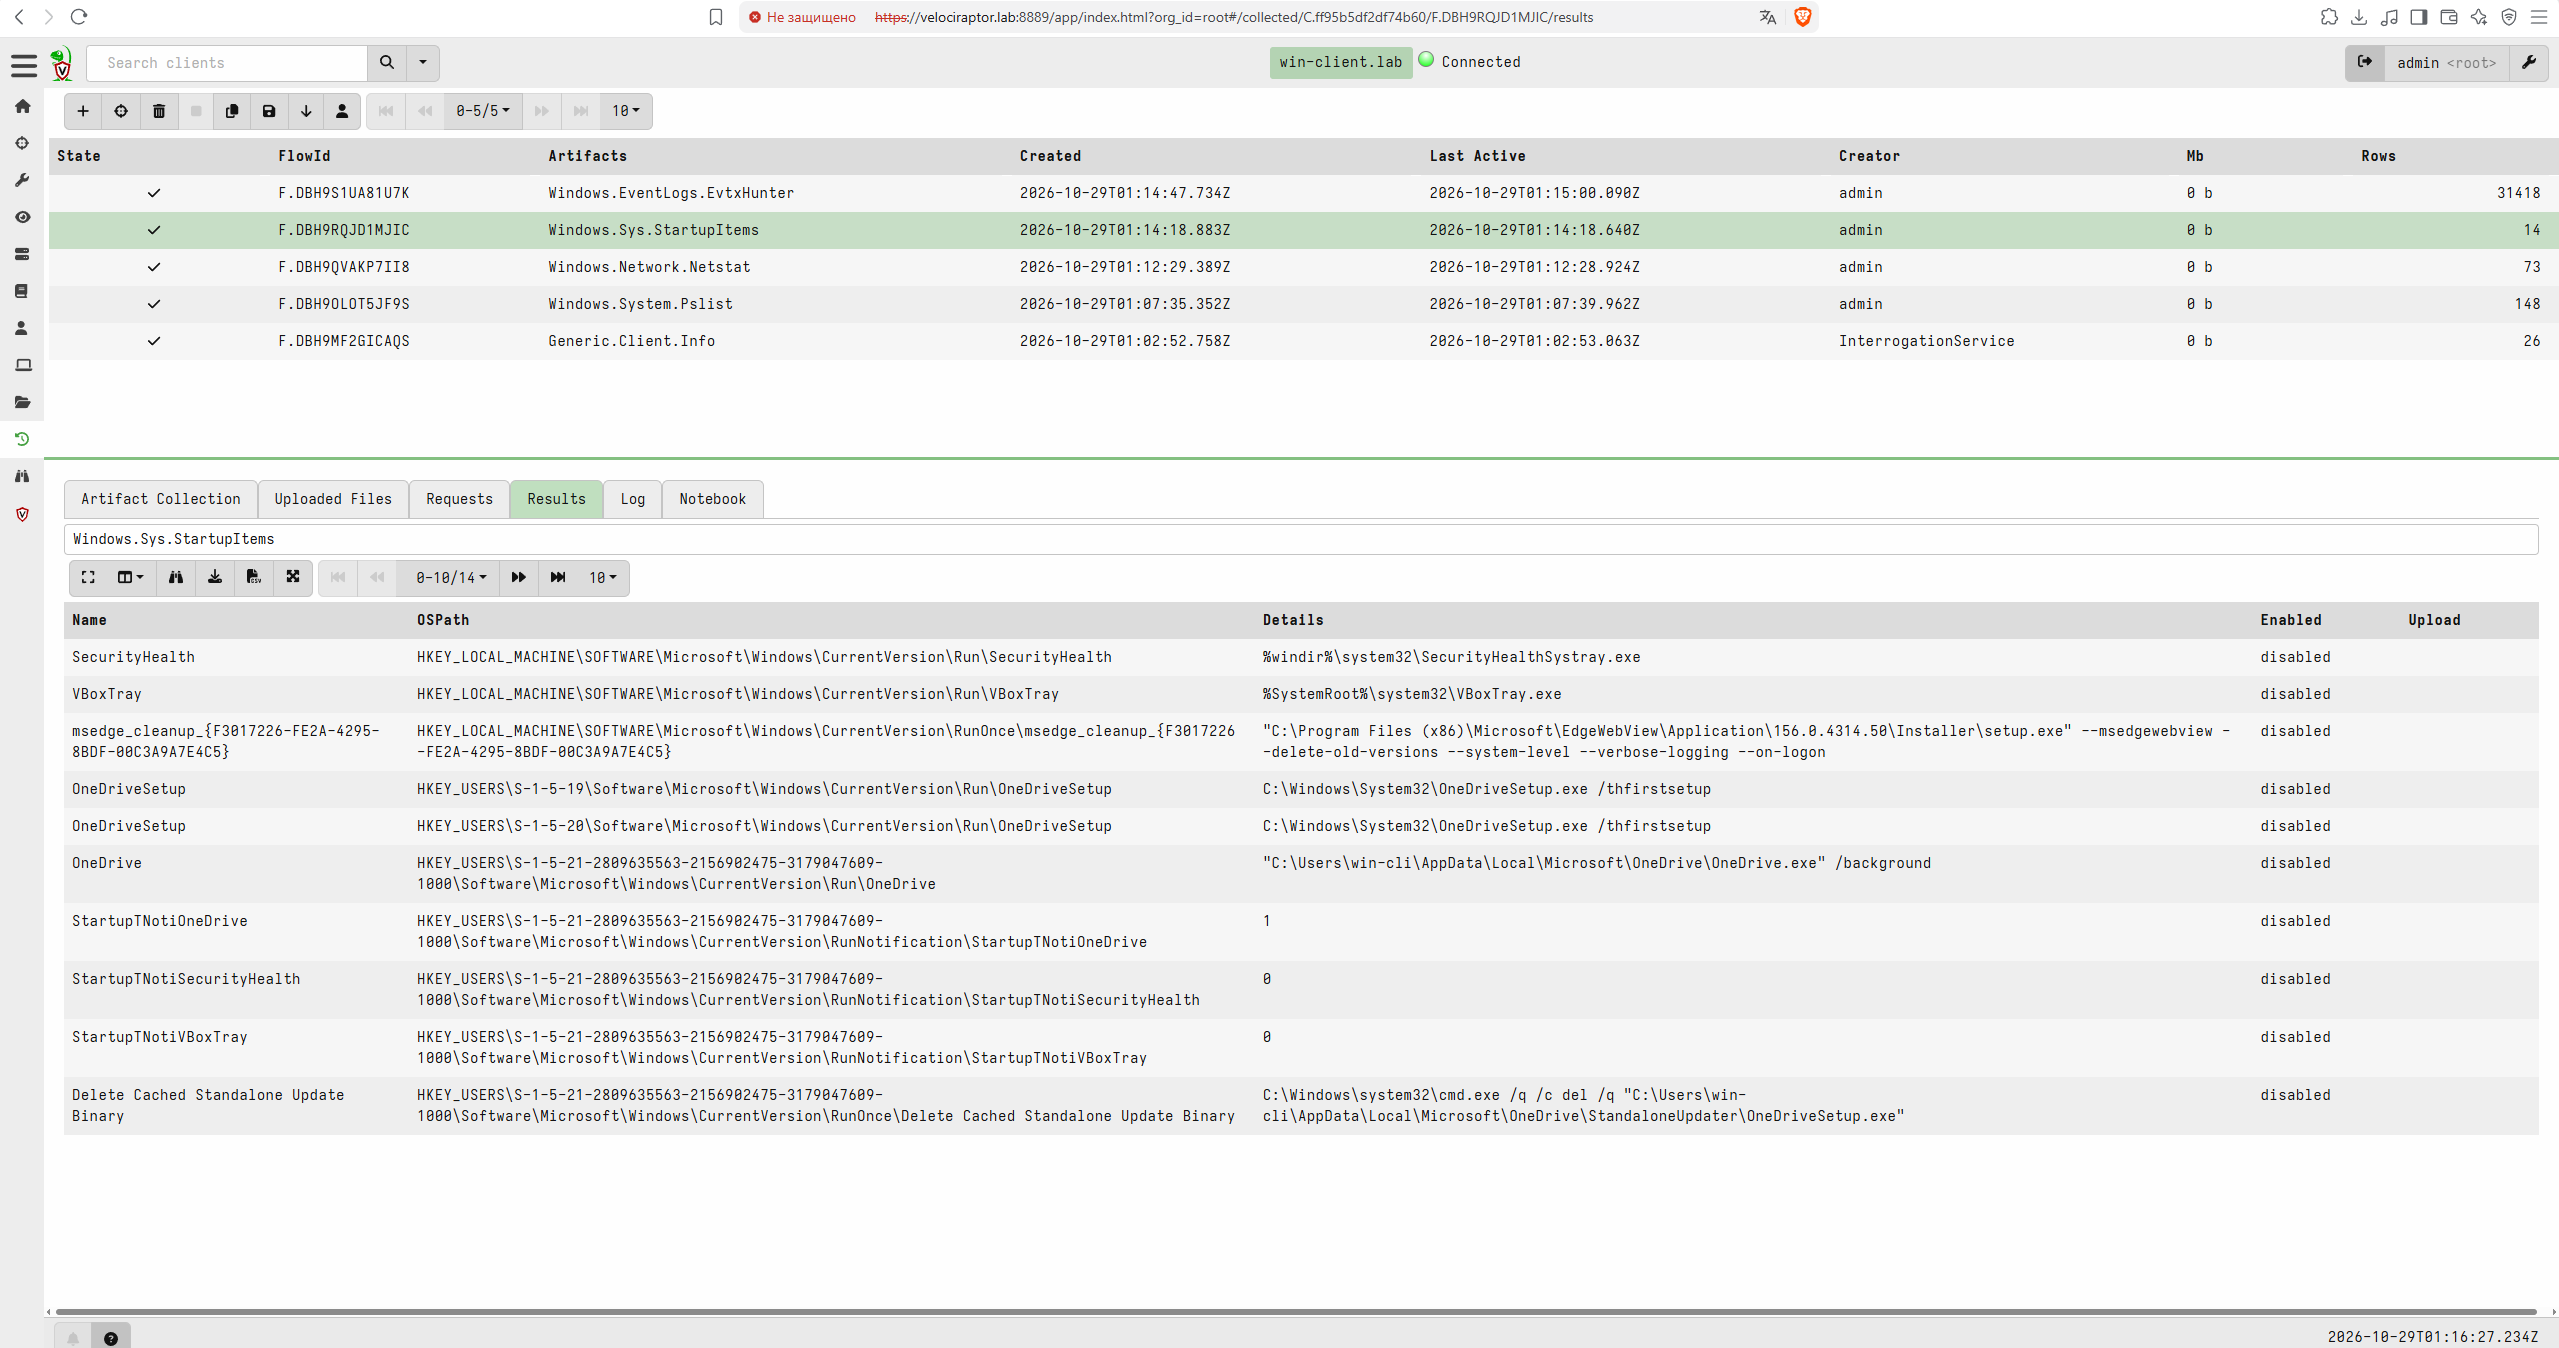 Не защищено https://velociraptor.lab:8889/app/index.html?org_id=root#/collected/C.ff95b5df2df74b60/F.DBH9RQJD1MJIC/results
Search clients
win-client.lab Connected
admin <root>
0-5/5 10
State FlowId Artifacts Created Last Active Creator Mb Rows
F.DBH9S1UA81U7K Windows.EventLogs.EvtxHunter 2026-10-29T01:14:47.734Z 2026-10-29T01:15:00.090Z admin 0 b 31418
F.DBH9RQJD1MJIC Windows.Sys.StartupItems 2026-10-29T01:14:18.883Z 2026-10-29T01:14:18.640Z admin 0 b 14
F.DBH9QVAKP7II8 Windows.Network.Netstat 2026-10-29T01:12:29.389Z 2026-10-29T01:12:28.924Z admin 0 b 73
F.DBH9OLOT5JF9S Windows.System.Pslist 2026-10-29T01:07:35.352Z 2026-10-29T01:07:39.962Z admin 0 b 148
F.DBH9MF2GICAQS Generic.Client.Info 2026-10-29T01:02:52.758Z 2026-10-29T01:02:53.063Z InterrogationService 0 b 26
Artifact Collection Uploaded Files Requests Results Log Notebook
Windows.Sys.StartupItems
0-10/14 10
Name OSPath Details Enabled Upload
SecurityHealth HKEY_LOCAL_MACHINE\SOFTWARE\Microsoft\Windows\CurrentVersion\Run\SecurityHealth %windir%\system32\SecurityHealthSystray.exe disabled
VBoxTray HKEY_LOCAL_MACHINE\SOFTWARE\Microsoft\Windows\CurrentVersion\Run\VBoxTray %SystemRoot%\system32\VBoxTray.exe disabled
msedge_cleanup_{F3017226-FE2A-4295- HKEY_LOCAL_MACHINE\SOFTWARE\Microsoft\Windows\CurrentVersion\RunOnce\msedge_cleanup_{F3017226 "C:\Program Files (x86)\Microsoft\EdgeWebView\Application\156.0.4314.50\Installer\setup.exe" --msedgewebview - disabled
8BDF-00C3A9A7E4C5} -FE2A-4295-8BDF-00C3A9A7E4C5} -delete-old-versions --system-level --verbose-logging --on-logon
OneDriveSetup HKEY_USERS\S-1-5-19\Software\Microsoft\Windows\CurrentVersion\Run\OneDriveSetup C:\Windows\System32\OneDriveSetup.exe /thfirstsetup disabled
OneDriveSetup HKEY_USERS\S-1-5-20\Software\Microsoft\Windows\CurrentVersion\Run\OneDriveSetup C:\Windows\System32\OneDriveSetup.exe /thfirstsetup disabled
OneDrive HKEY_USERS\S-1-5-21-2809635563-2156902475-3179047609- "C:\Users\win-cli\AppData\Local\Microsoft\OneDrive\OneDrive.exe" /background disabled
1000\Software\Microsoft\Windows\CurrentVersion\Run\OneDrive
StartupTNotiOneDrive HKEY_USERS\S-1-5-21-2809635563-2156902475-3179047609- 1 disabled
1000\Software\Microsoft\Windows\CurrentVersion\RunNotification\StartupTNotiOneDrive
StartupTNotiSecurityHealth HKEY_USERS\S-1-5-21-2809635563-2156902475-3179047609- 0 disabled
1000\Software\Microsoft\Windows\CurrentVersion\RunNotification\StartupTNotiSecurityHealth
StartupTNotiVBoxTray HKEY_USERS\S-1-5-21-2809635563-2156902475-3179047609- 0 disabled
1000\Software\Microsoft\Windows\CurrentVersion\RunNotification\StartupTNotiVBoxTray
Delete Cached Standalone Update HKEY_USERS\S-1-5-21-2809635563-2156902475-3179047609- C:\Windows\system32\cmd.exe /q /c del /q "C:\Users\win- disabled
Binary 1000\Software\Microsoft\Windows\CurrentVersion\RunOnce\Delete Cached Standalone Update Binary cli\AppData\Local\Microsoft\OneDrive\StandaloneUpdater\OneDriveSetup.exe"
2026-10-29T01:16:27.234Z